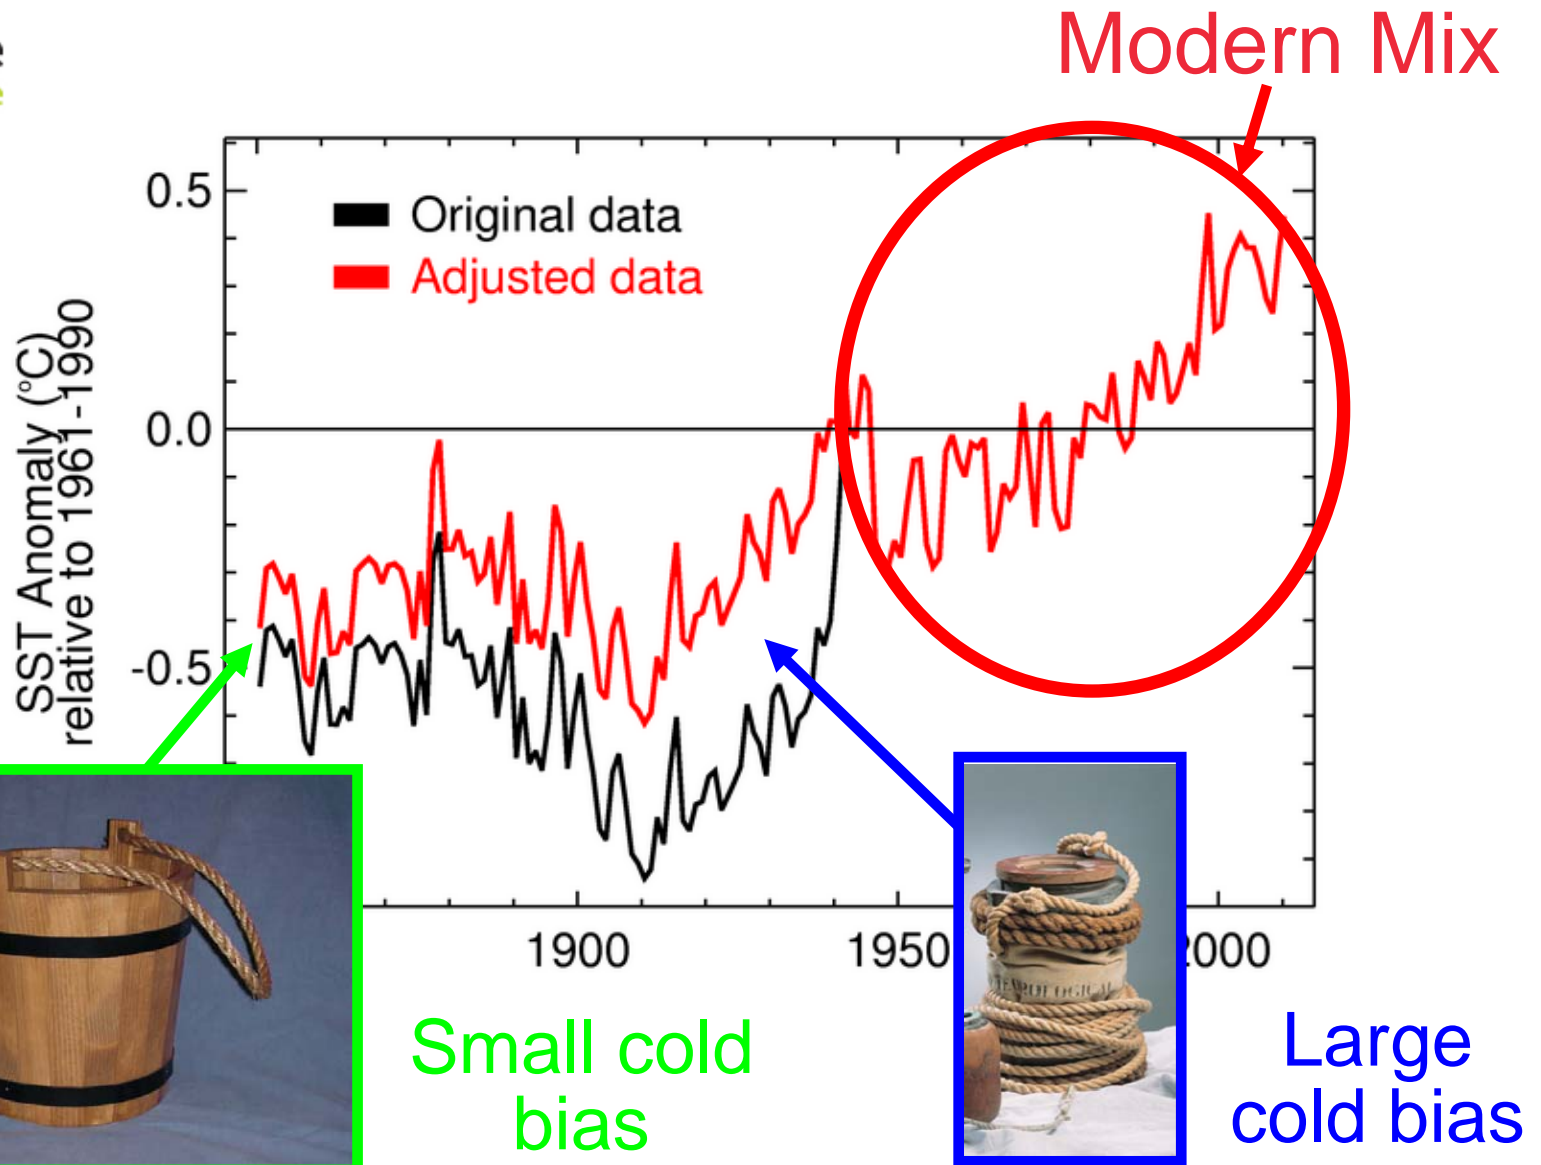 Modern Mix
0.5
Original data
Adjusted data
0.0
-0.5
SST Anomaly (°C)
relative to 1961-1990
1900
1950
2000
Small cold
bias
Large
cold bias